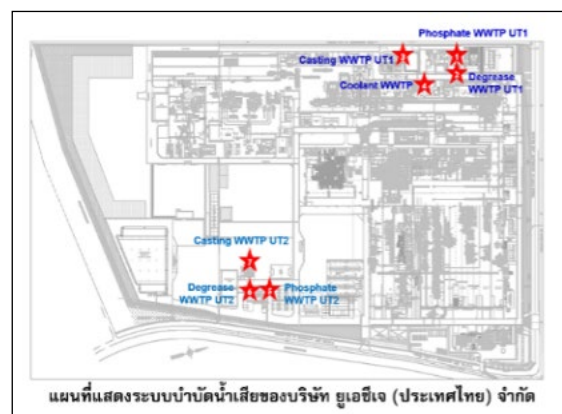 Phosphate WWTP UT1
Casting WWTP UT1
Coolant WWTP
Degrease
WWTP UT1
Casting WWTP UT2
Degrease
WWTP UT2
Phosphate
WWTP UT2
แผนที่แสดงระบบบำบัดน้ำเสียของบริษัท ยูเอชีเจ (ประเทศไทย) จำกัด